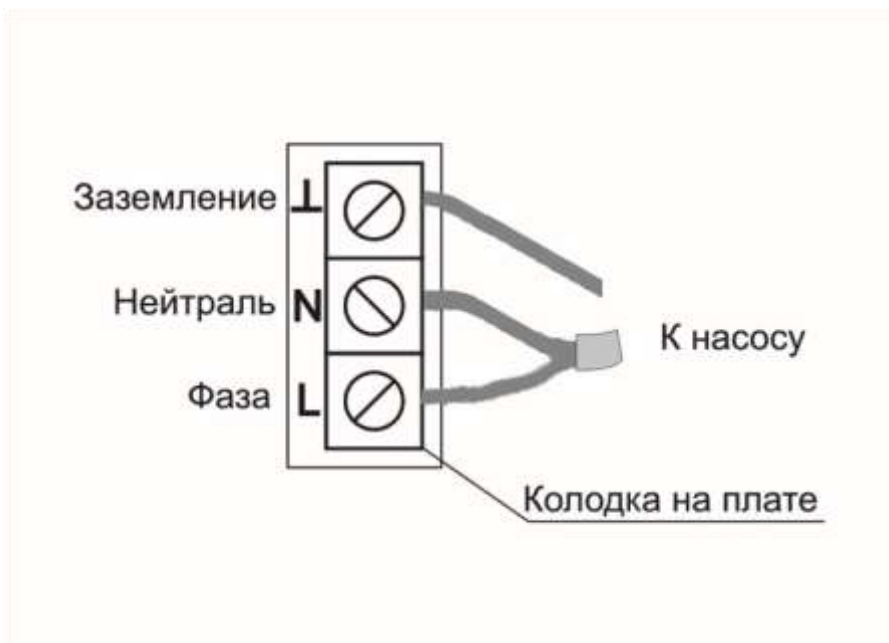 Заземление ⊥
Нейтраль N
К насосу
Фаза L
Колодка на плате